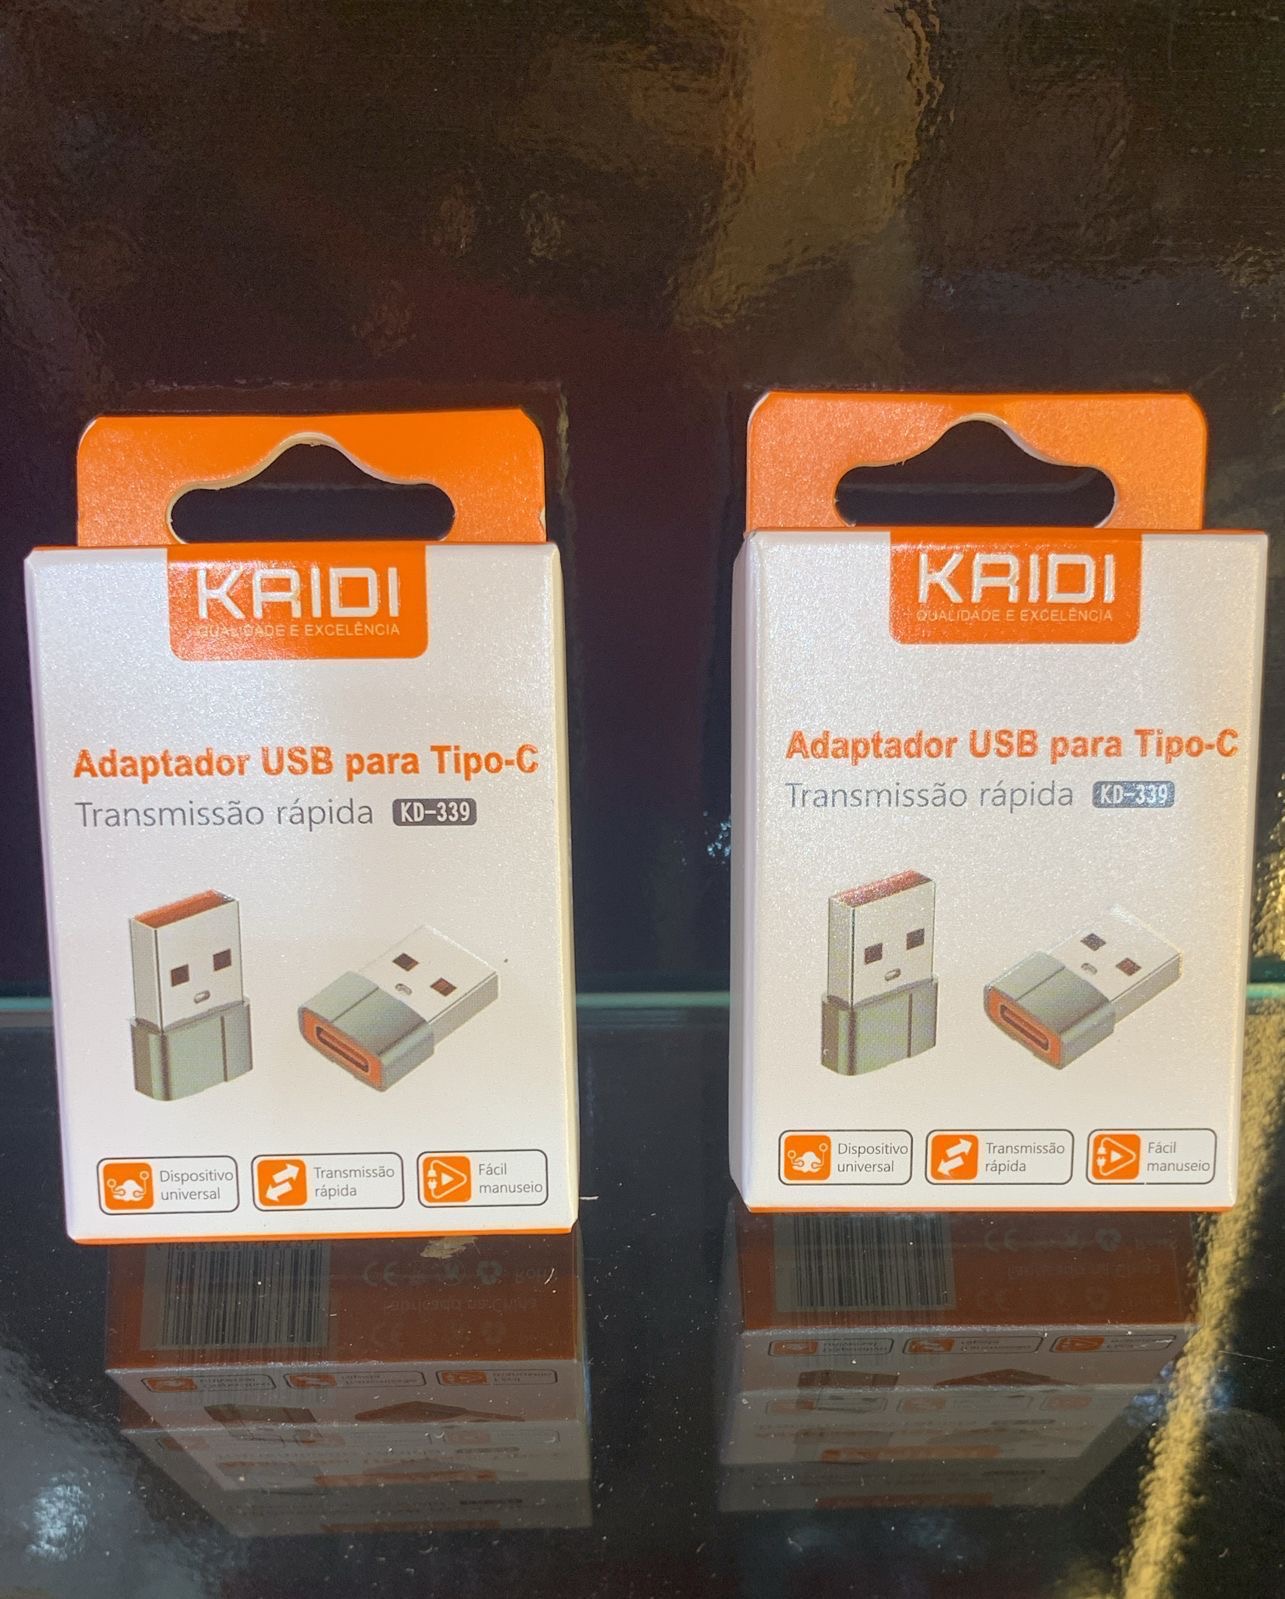 KRIDI
QUALIDADE E EXCELÊNCIA
Adaptador USB para Tipo-C
Transmissão rápida KD-339
Dispositivo
universal
Transmissão
rápida
Fácil
manuseio
KRIDI
QUALIDADE E EXCELÊNCIA
Adaptador USB para Tipo-C
Transmissão rápida KD-339
Dispositivo
universal
Transmissão
rápida
Fácil
manuseio